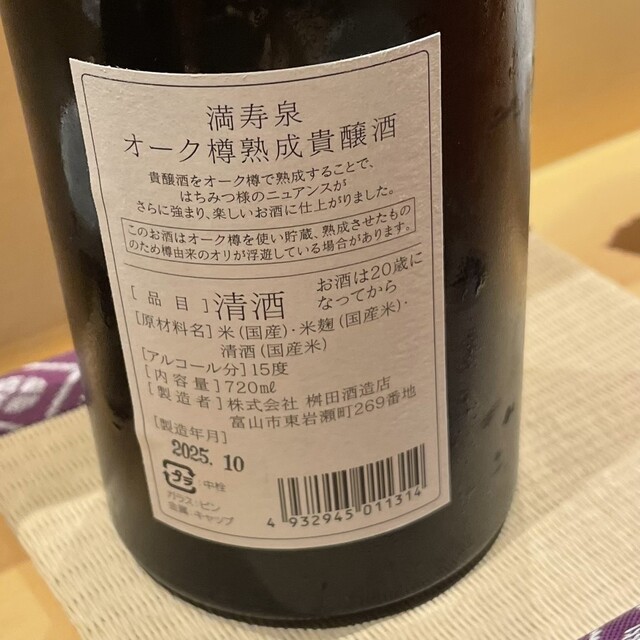 満寿泉
オーク樽熟成貴醸酒
貴醸酒をオーク樽で熟成することで、
はちみつ様のニュアンスが
さらに強まり、楽しいお酒に仕上がりました。
このお酒はオーク樽を使い貯蔵、熟成させたもの
のため樽由来のオリが浮遊している場合があります。
[品目] 清酒 お酒は20歳に
なってから
[原材料名] 米(国産)・米麹(国産米)・
清酒(国産米)
[アルコール分] 15度
[内容量] 720ml
[製造者] 株式会社 桝田酒造店
富山市東岩瀬町269番地
[製造年月]
2025.10
プラ :中栓
ガラス:ビン
金属:キャップ
4 932945 011314